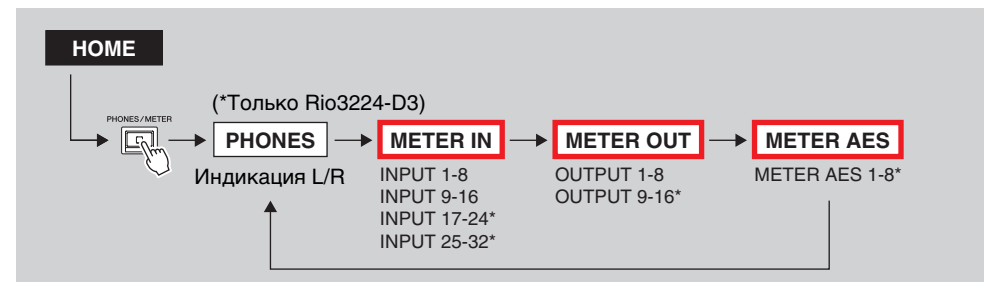 HOME
(*Только Rio3224-D3)
PHONES/METER
PHONES
METER IN
METER OUT
METER AES
Индикация L/R
INPUT 1-8
INPUT 9-16
INPUT 17-24*
INPUT 25-32*
OUTPUT 1-8
OUTPUT 9-16*
METER AES 1-8*